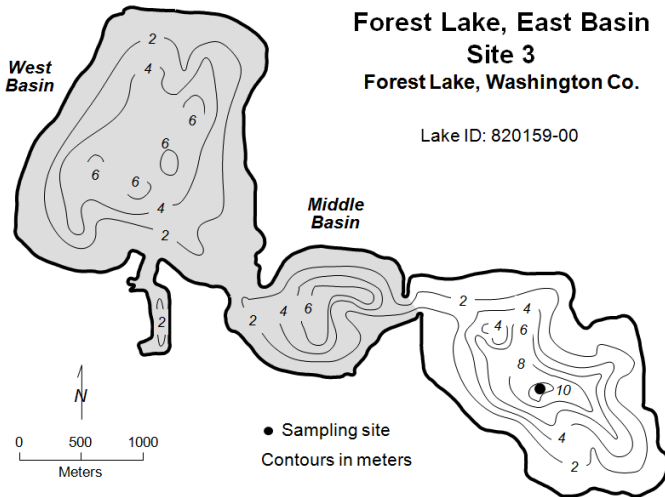 Forest Lake, East Basin
Site 3
Forest Lake, Washington Co.
Lake ID: 820159-00
West
Basin
2
4
6
6
6
6
4
2
2
Middle
Basin
2
4
6
2
4
4
6
8
10
4
2
N
0 500 1000
Meters
Sampling site
Contours in meters